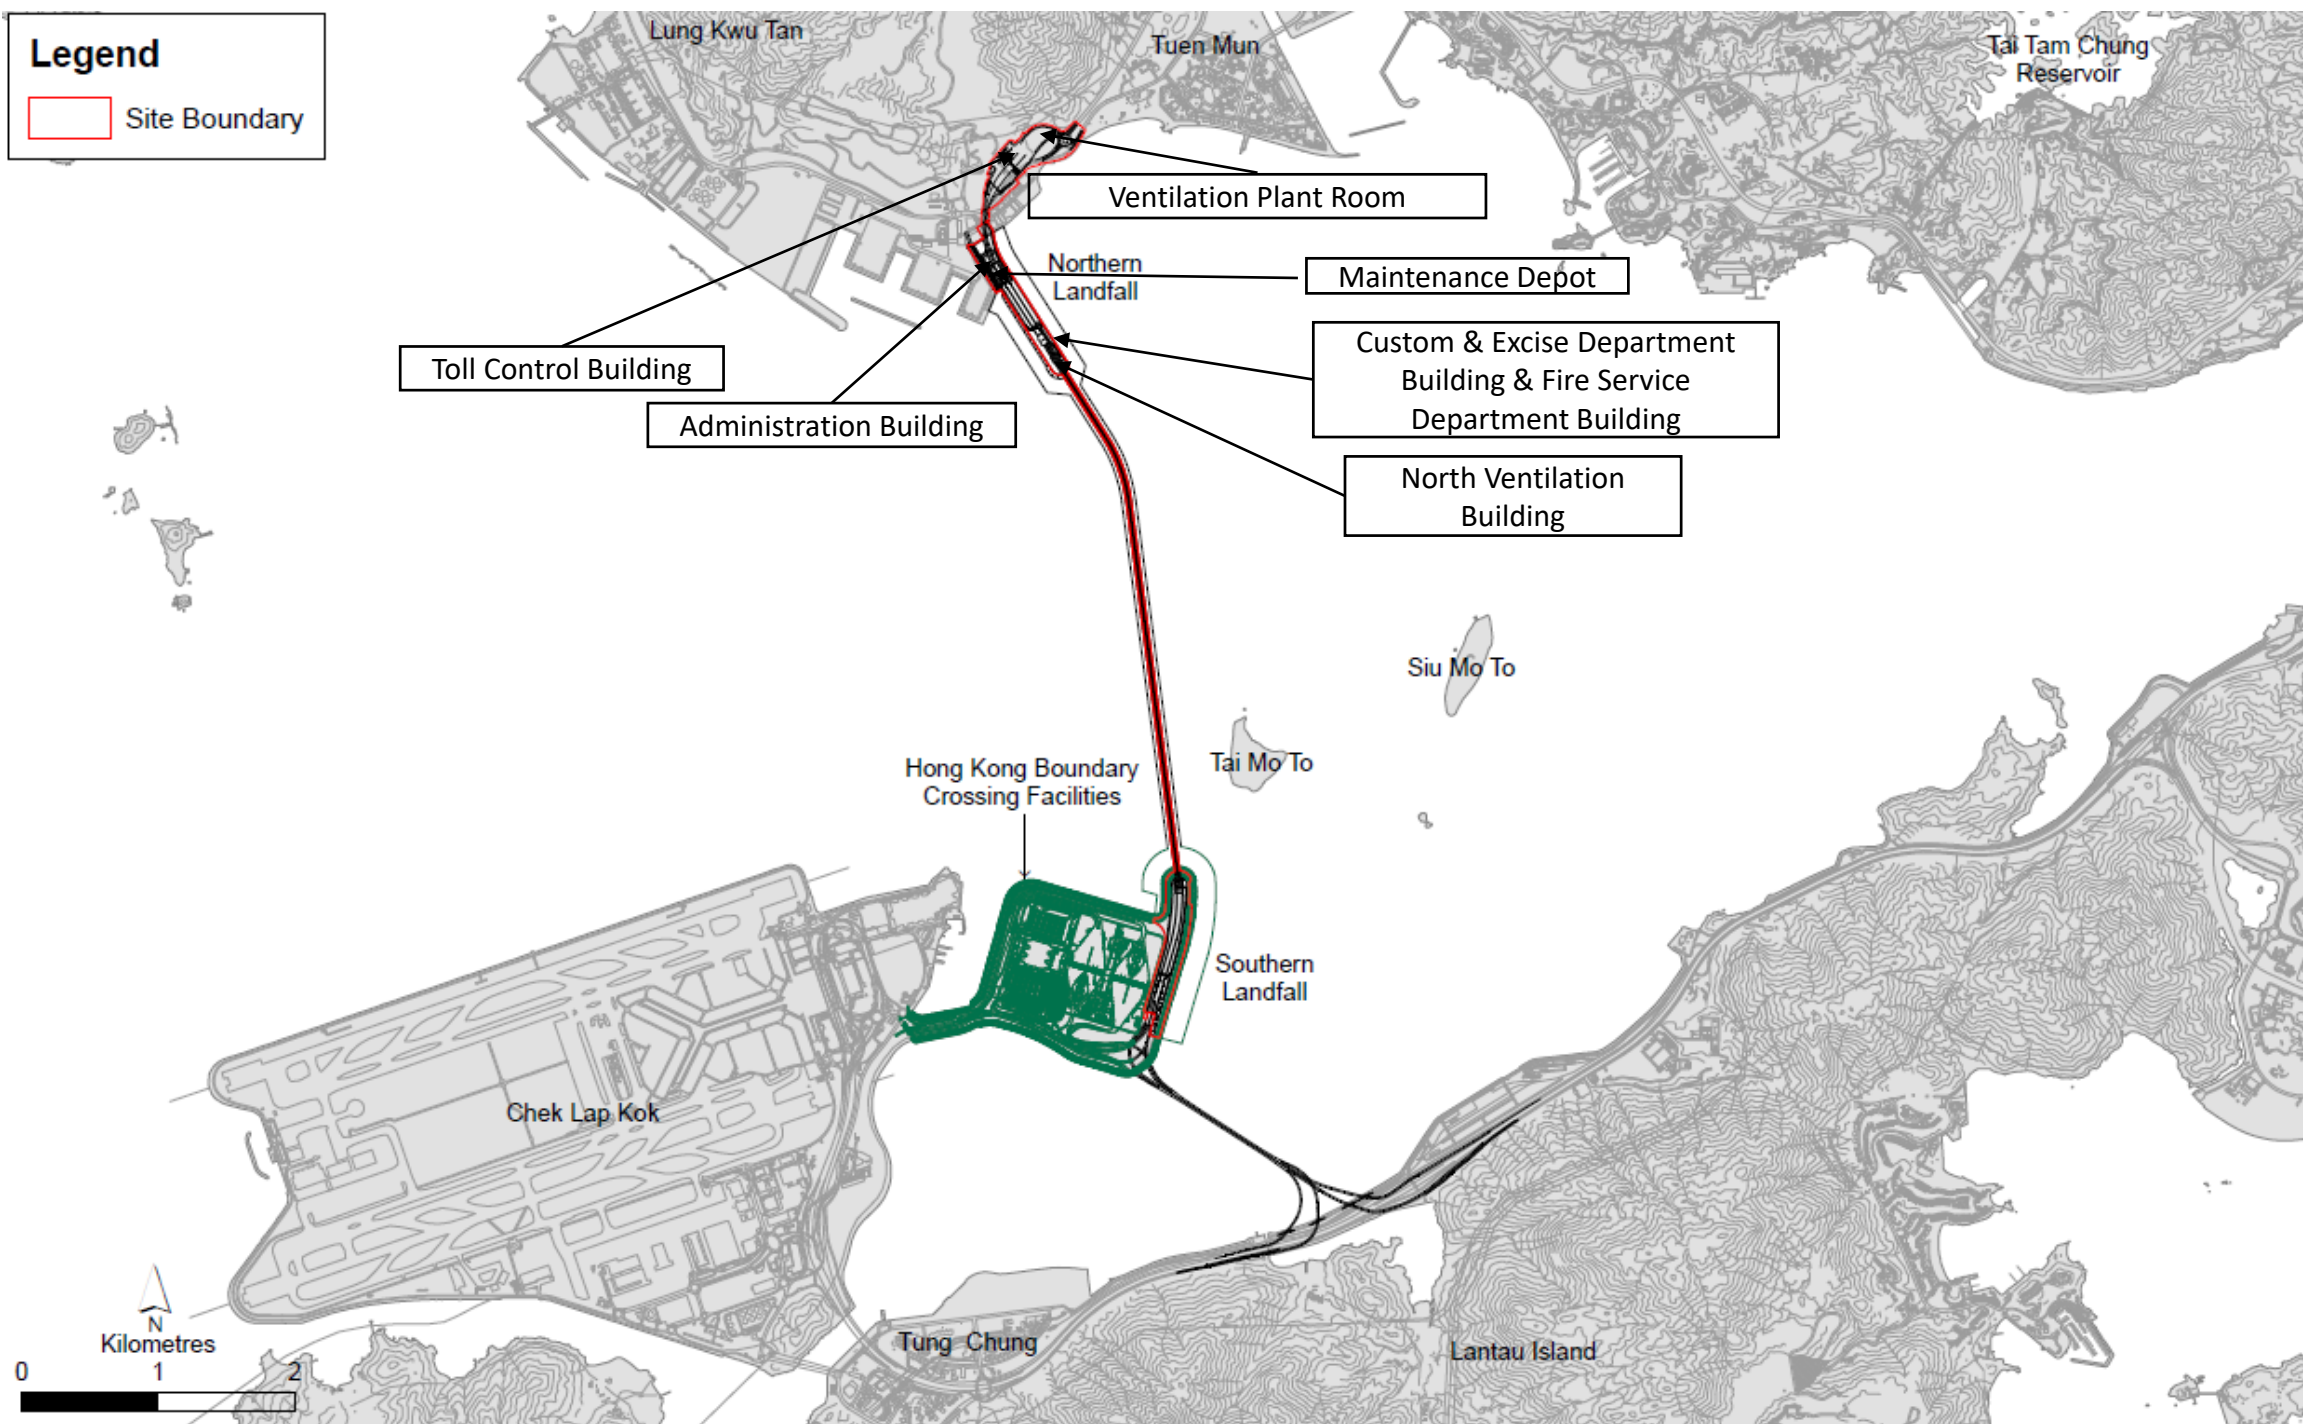 Legend
Site Boundary
Lung Kwu Tan
Tuen Mun
Tai Tam Chung
Reservoir
Ventilation Plant Room
Northern
Landfall
Maintenance Depot
Toll Control Building
Custom & Excise Department
Building & Fire Service
Department Building
Administration Building
North Ventilation
Building
Siu Mo To
Tai Mo To
Hong Kong Boundary
Crossing Facilities
Southern
Landfall
Chek Lap Kok
N
Kilometres
0 1 2
Tung Chung
Lantau Island